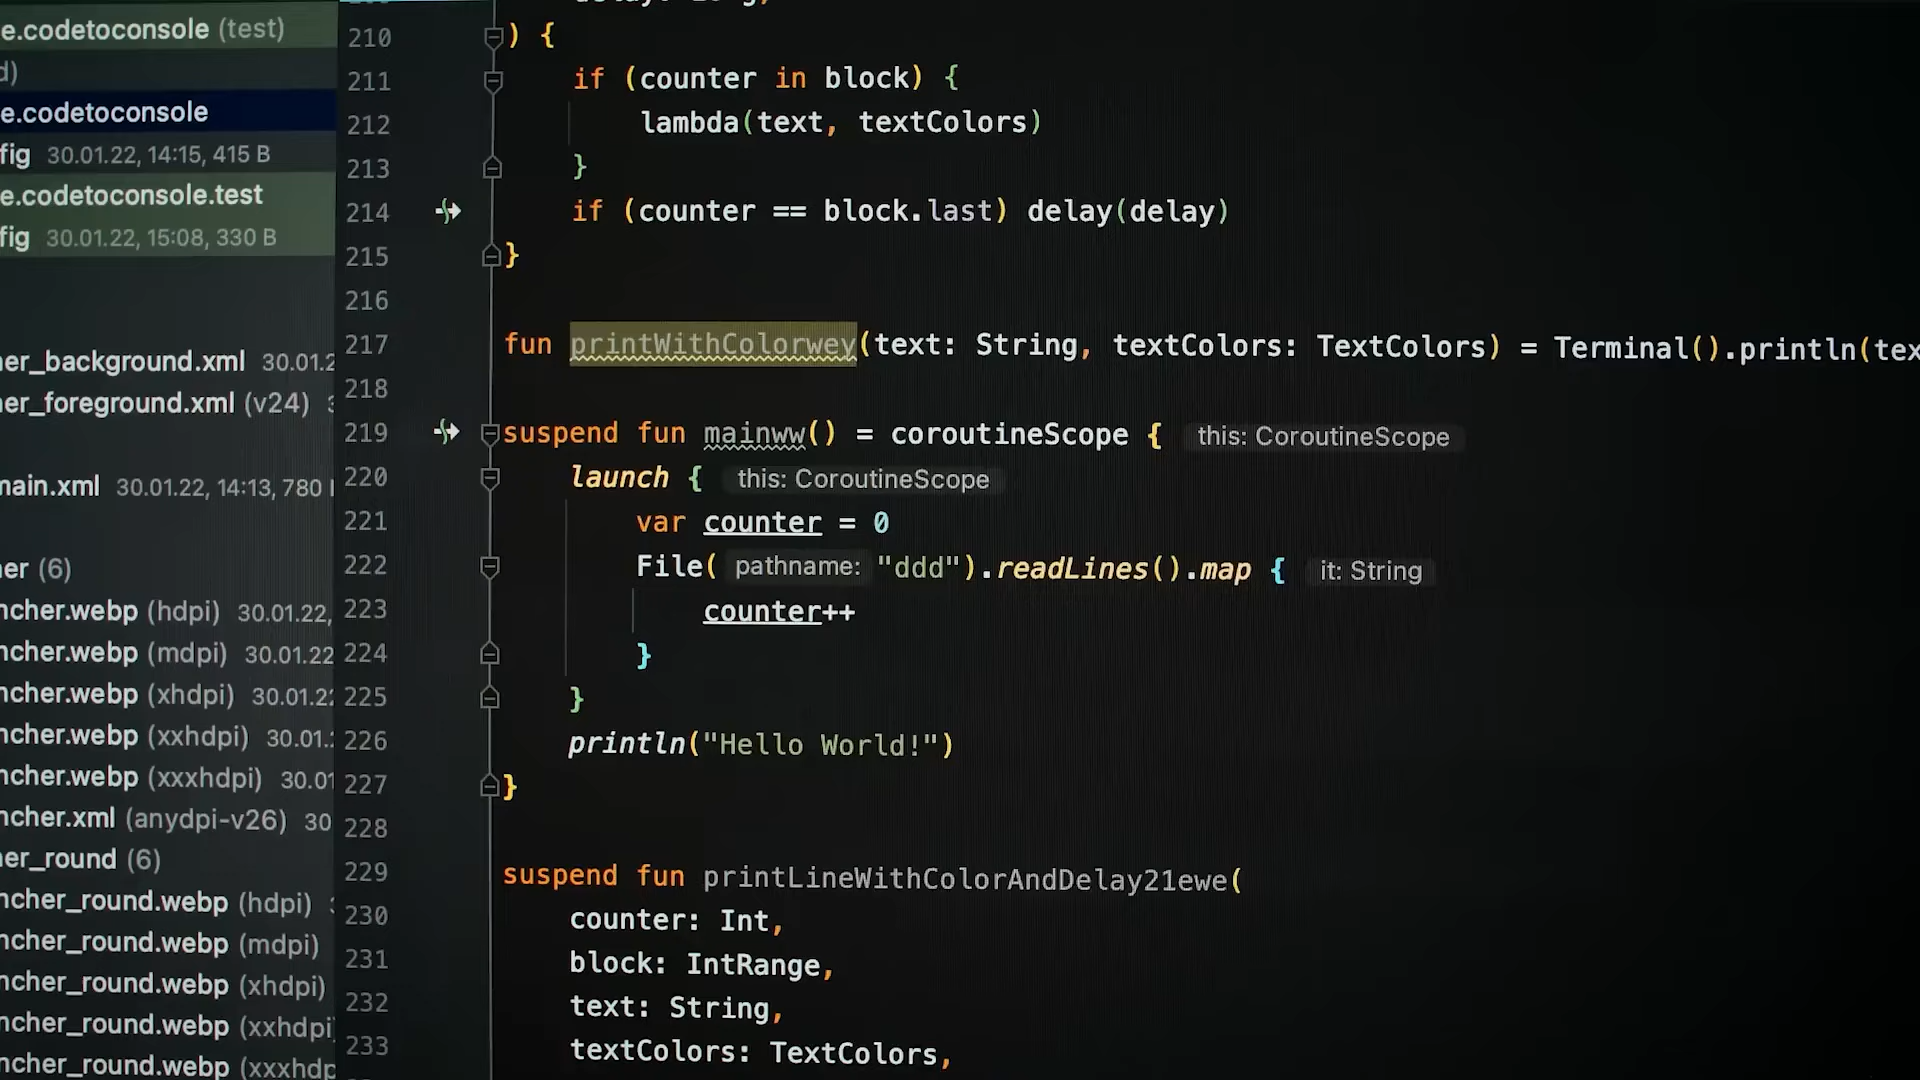 e.codetoconsole (test)
d)
e.codetoconsole
fig 30.01.22, 14:15, 415 B
e.codetoconsole.test
fig 30.01.22, 15:08, 330 B
er_background.xml 30.01.2
er_foreground.xml (v24)
main.xml 30.01.22, 14:13, 780
er (6)
ncher.webp (hdpi) 30.01.22,
ncher.webp (mdpi) 30.01.22
ncher.webp (xhdpi) 30.01.22
ncher.webp (xxhdpi) 30.01.
ncher.webp (xxxhdpi) 30.01
ncher.xml (anydpi-v26) 30
er_round (6)
ncher_round.webp (hdpi)
ncher_round.webp (mdpi)
ncher_round.webp (xhdpi)
ncher_round.webp (xxhdpi
ncher_round.webp (xxxhdp
210 ) {
211 if (counter in block) {
212 lambda(text, textColors)
213 }
214 if (counter == block.last) delay(delay)
215 }
216
217 fun printWithColorwey(text: String, textColors: TextColors) = Terminal().println(tex
218
219 suspend fun mainww() = coroutineScope { this: CoroutineScope
220 launch { this: CoroutineScope
221 var counter = 0
222 File( pathname: "ddd").readLines().map { it: String
223 counter++
224 }
225 }
226 println("Hello World!")
227 }
228
229 suspend fun printLineWithColorAndDelay21ewe(
230 counter: Int,
231 block: IntRange,
232 text: String,
233 textColors: TextColors,